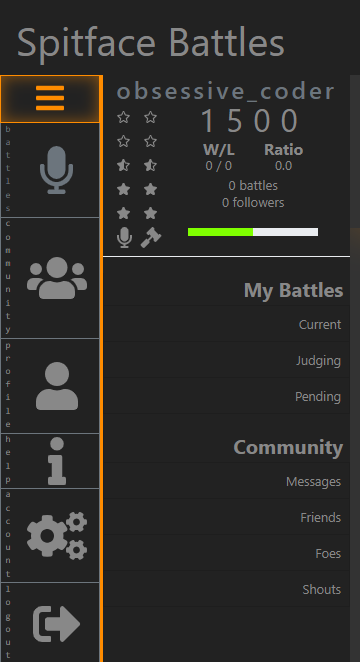 Spitface Battles
obsessive_coder
1500
W/L Ratio
0 / 0 0.0
0 battles
0 followers
battles
community
profile
help
account
logout
My Battles
Current
Judging
Pending
Community
Messages
Friends
Foes
Shouts